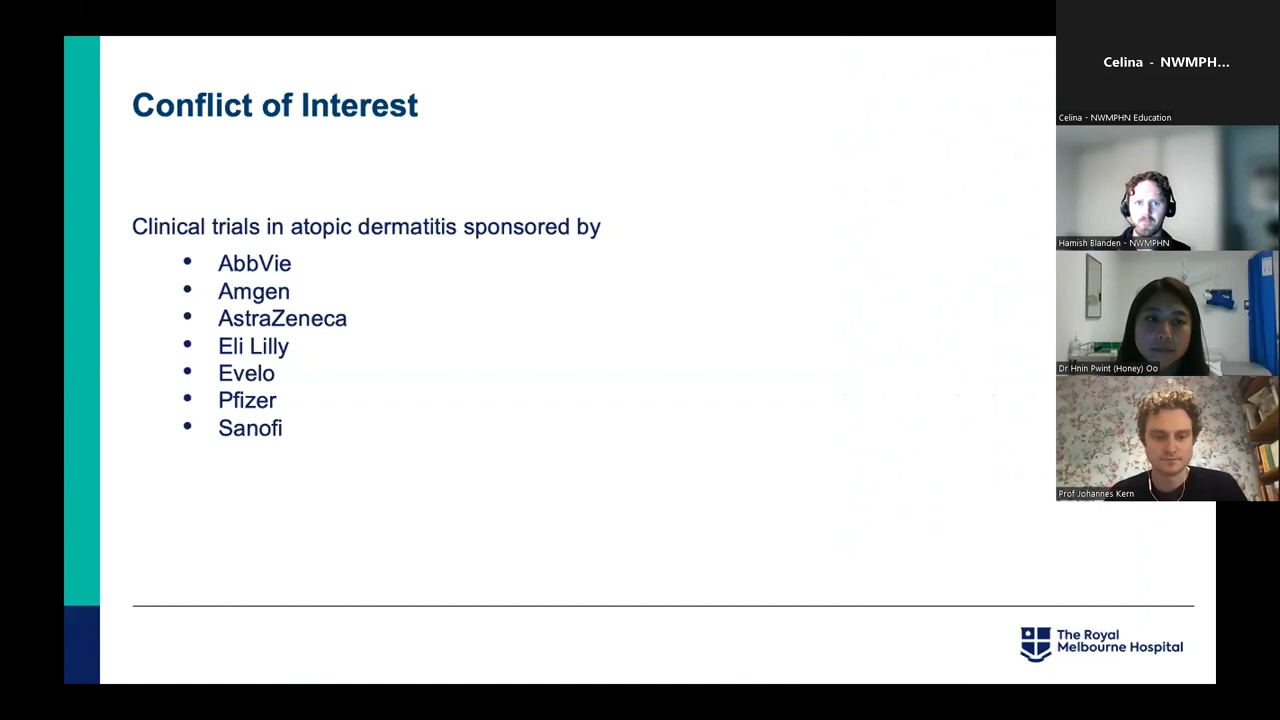 Conflict of Interest
Clinical trials in atopic dermatitis sponsored by
• AbbVie
• Amgen
• AstraZeneca
• Eli Lilly
• Evelo
• Pfizer
• Sanofi
The Royal
Melbourne Hospital
Celina - NWMPH...
Celina - NWMPHN Education
Hamish Blanden - NWMPHN
Dr Hnin Pwint (Honey) Oo
Prof Johannes Kern